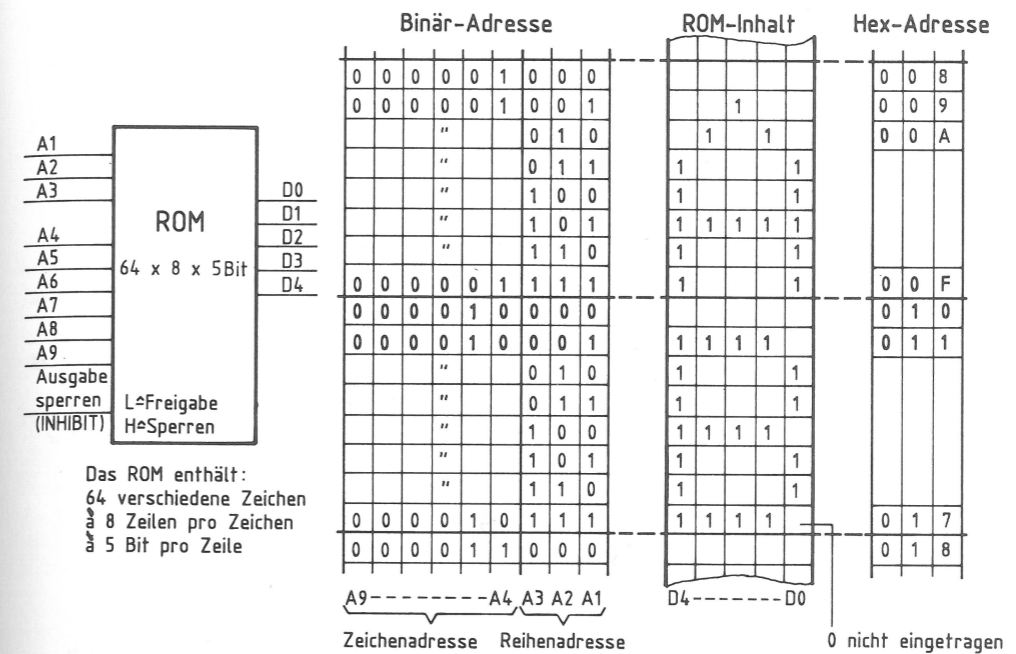 Binär-Adresse ROM-Inhalt Hex-Adresse
0 0 0 0 0 1 0 0 0 0 0 8
0 0 0 0 0 1 0 0 1 1 0 0 9
" 0 1 0 1 1 0 0 A
" 0 1 1 1 1
" 1 0 0 1 1
" 1 0 1 1 1 1 1 1
" 1 1 0 1 1
0 0 0 0 0 1 1 1 1 1 1 0 0 F
0 0 0 0 1 0 0 0 0 0 1 0
0 0 0 0 1 0 0 0 1 1 1 1 1 0 1 1
" 0 1 0 1 1
" 0 1 1 1 1
" 1 0 0 1 1 1 1
" 1 0 1 1 1
" 1 1 0 1 1
0 0 0 0 1 0 1 1 1 1 1 1 1 0 1 7
0 0 0 0 1 1 0 0 0 0 1 8
A9 A4 A3 A2 A1 D4 D0
Zeichenadresse Reihenadresse 0 nicht eingetragen
A1
A2
A3
A4
A5
A6
A7
A8
A9
Ausgabe
sperren
(INHIBIT)
ROM
64 x 8 x 5Bit
L≙Freigabe
H≙Sperren
D0
D1
D2
D3
D4
Das ROM enthält:
64 verschiedene Zeichen
à 8 Zeilen pro Zeichen
à 5 Bit pro Zeile